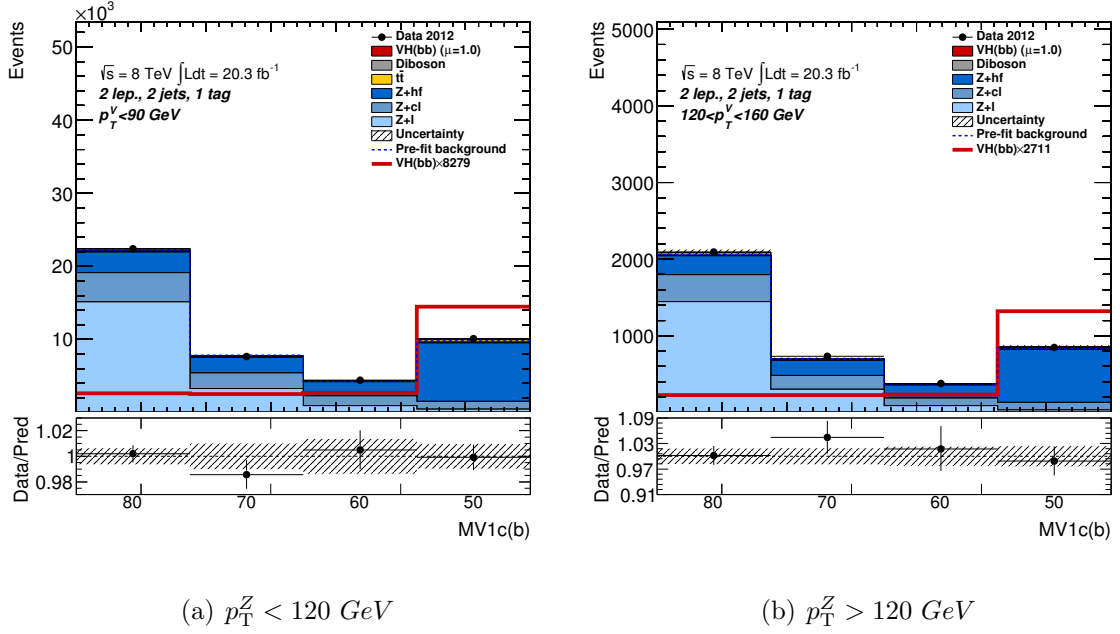 Events
×10³
50
40
30
20
10
√s = 8 TeV ∫Ldt = 20.3 fb⁻¹
2 lep., 2 jets, 1 tag
p_T^V<90 GeV
Data 2012
VH(bb) (μ=1.0)
Diboson
tt̄
Z+hf
Z+cl
Z+l
Uncertainty
Pre-fit background
VH(bb)×8279
Data/Pred
1.02
1
0.98
80 70 60 50
MV1c(b)
Events
5000
4000
3000
2000
1000
√s = 8 TeV ∫Ldt = 20.3 fb⁻¹
2 lep., 2 jets, 1 tag
120<p_T^V<160 GeV
Data 2012
VH(bb) (μ=1.0)
Diboson
tt̄
Z+hf
Z+cl
Z+l
Uncertainty
Pre-fit background
VH(bb)×2711
Data/Pred
1.09
1.03
0.97
0.91
80 70 60 50
MV1c(b)
(a) p_T^Z < 120 GeV
(b) p_T^Z > 120 GeV